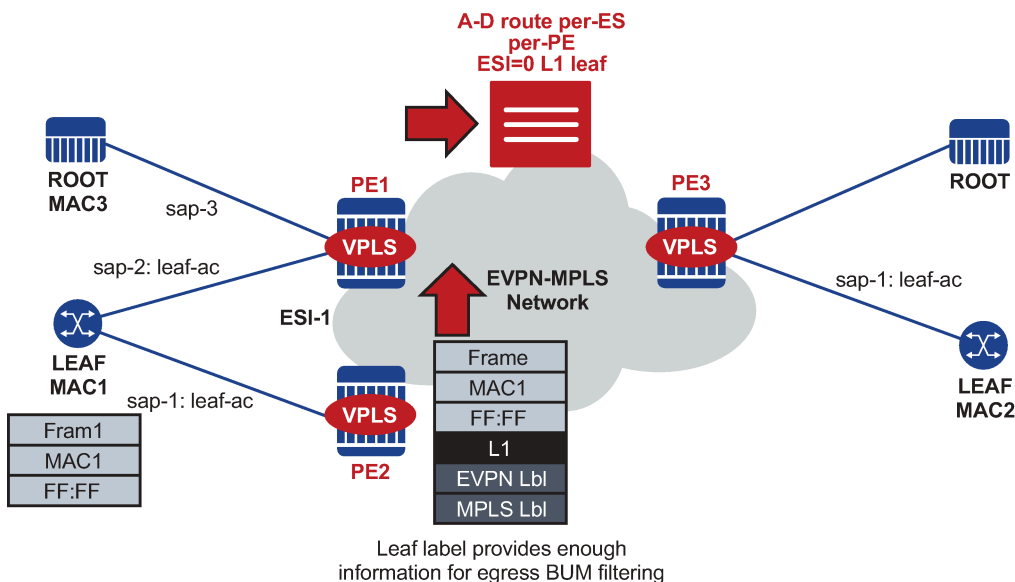 A-D route per-ES
per-PE
ESI=0 L1 leaf
ROOT
MAC3
sap-3
PE1
VPLS
sap-2: leaf-ac
ESI-1
LEAF
MAC1
sap-1: leaf-ac
VPLS
PE2
Fram1
MAC1
FF:FF
EVPN-MPLS
Network
Frame
MAC1
FF:FF
L1
EVPN Lbl
MPLS Lbl
PE3
VPLS
ROOT
sap-1: leaf-ac
LEAF
MAC2
Leaf label provides enough
information for egress BUM filtering